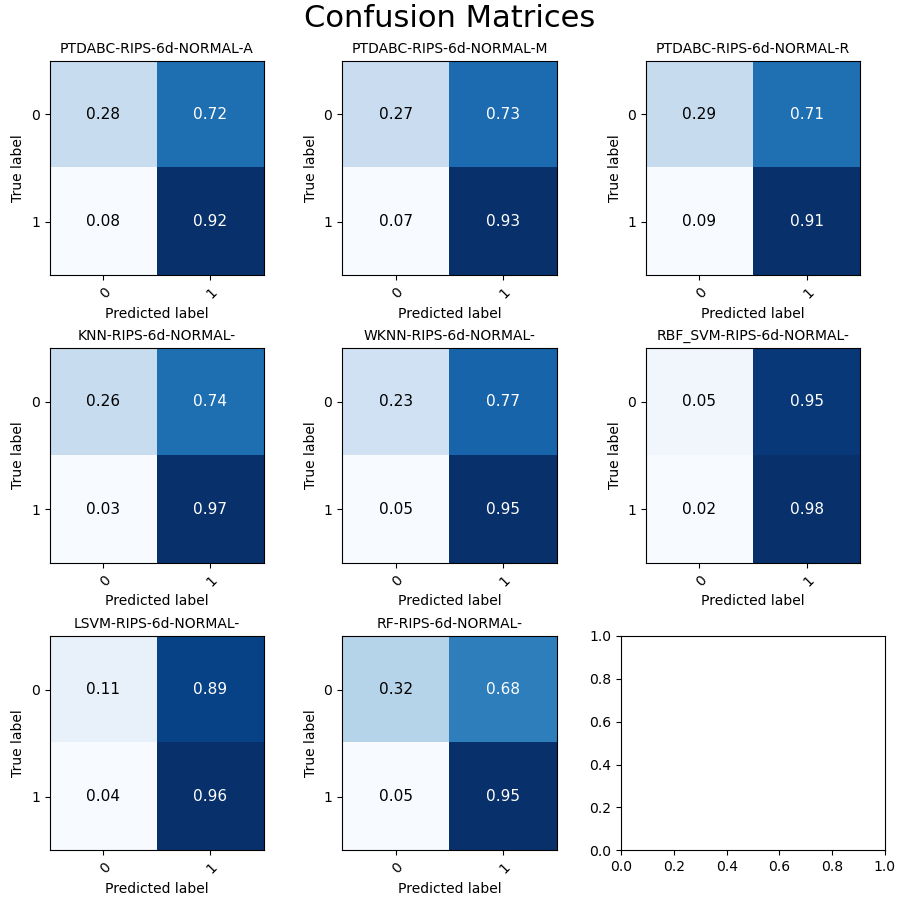 Confusion Matrices
PTDABC-RIPS-6d-NORMAL-A
True label
0
0.28
0.72
1
0.08
0.92
0
1
Predicted label
PTDABC-RIPS-6d-NORMAL-M
True label
0
0.27
0.73
1
0.07
0.93
0
1
Predicted label
PTDABC-RIPS-6d-NORMAL-R
True label
0
0.29
0.71
1
0.09
0.91
0
1
Predicted label
KNN-RIPS-6d-NORMAL-
True label
0
0.26
0.74
1
0.03
0.97
0
1
Predicted label
WKNN-RIPS-6d-NORMAL-
True label
0
0.23
0.77
1
0.05
0.95
0
1
Predicted label
RBF_SVM-RIPS-6d-NORMAL-
True label
0
0.05
0.95
1
0.02
0.98
0
1
Predicted label
LSVM-RIPS-6d-NORMAL-
True label
0
0.11
0.89
1
0.04
0.96
0
1
Predicted label
RF-RIPS-6d-NORMAL-
True label
0
0.32
0.68
1
0.05
0.95
0
1
Predicted label
1.0
0.8
0.6
0.4
0.2
0.0
0.0 0.2 0.4 0.6 0.8 1.0